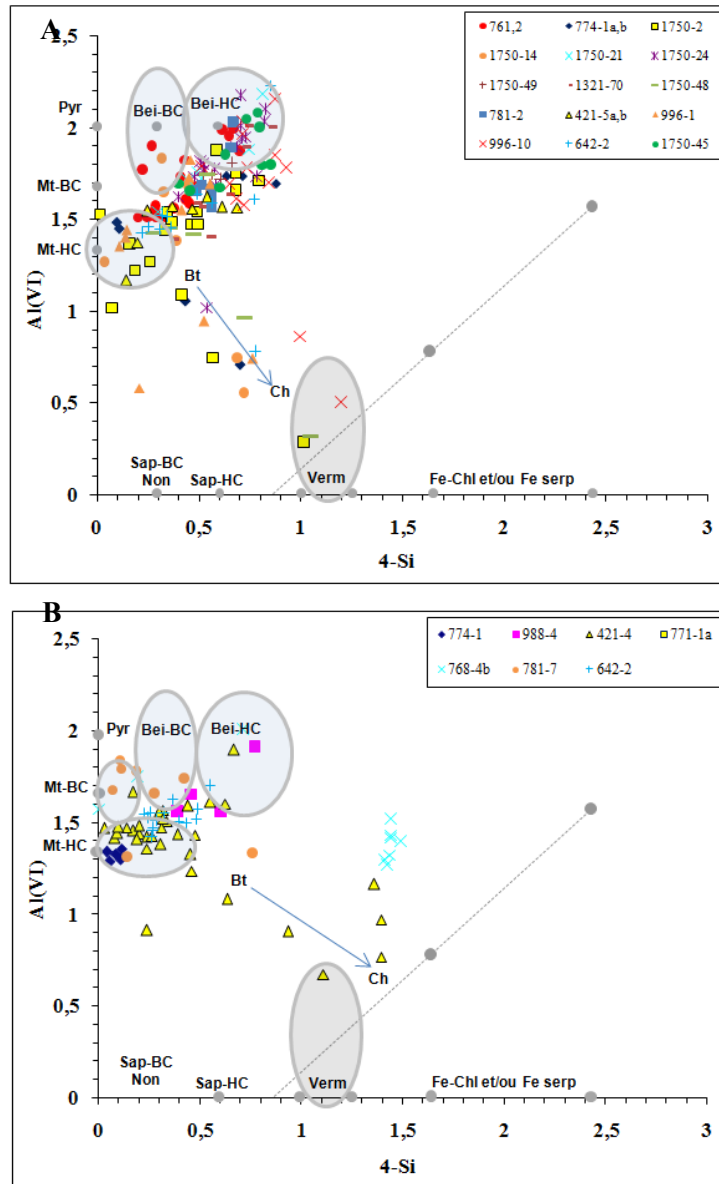 A
761,2 774-1a,b 1750-2
1750-14 1750-21 1750-24
1750-49 1321-70 1750-48
781-2 421-5a,b 996-1
996-10 642-2 1750-45
2,5
Bei-BC Bei-HC
Pyr 2
Mt-BC
1,5
Mt-HC
Al(VI)
Bt
1
Ch
0,5
Sap-BC
Non Sap-HC Verm Fe-Chl et/ou Fe serp
0
0 0,5 1 1,5 2 2,5 3
4-Si
B
774-1 988-4 421-4 771-1a
768-4b 781-7 642-2
2,5
Pyr Bei-BC Bei-HC
2
Mt-BC
1,5
Mt-HC
Al(VI)
Bt
1
Ch
0,5
Sap-BC
Non Sap-HC Verm Fe-Chl et/ou Fe serp
0
0 0,5 1 1,5 2 2,5 3
4-Si